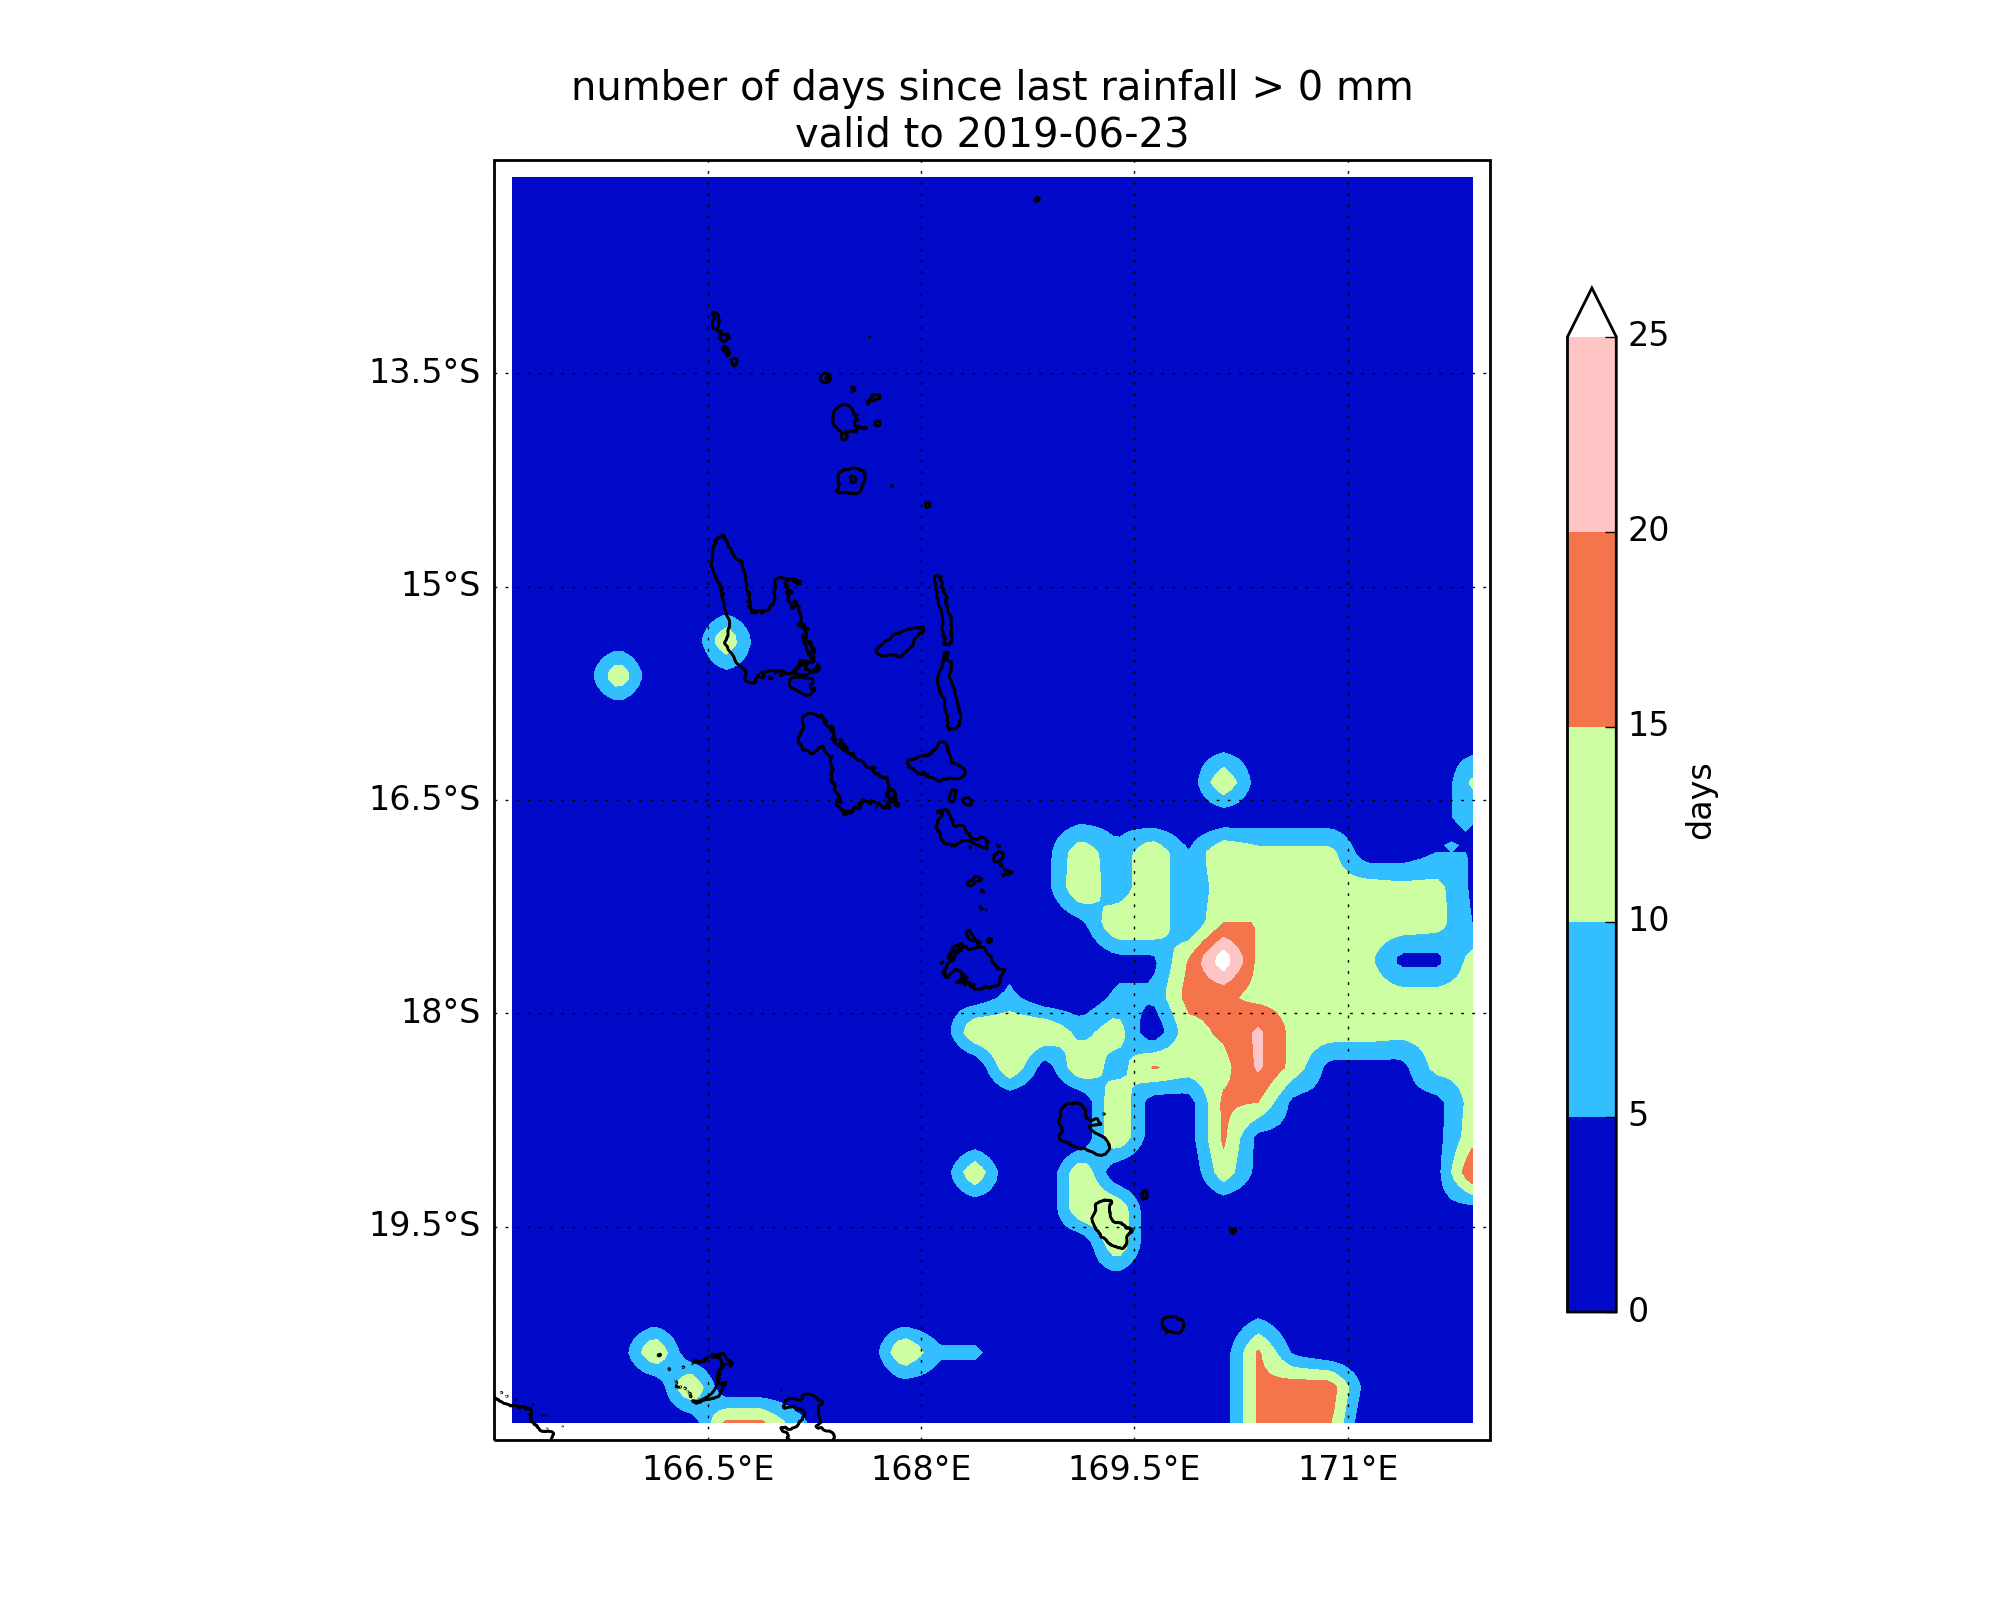 number of days since last rainfall > 0 mm
valid to 2019-06-23
13.5°S
15°S
16.5°S
18°S
19.5°S
166.5°E
168°E
169.5°E
171°E
25
20
15
10
5
0
days